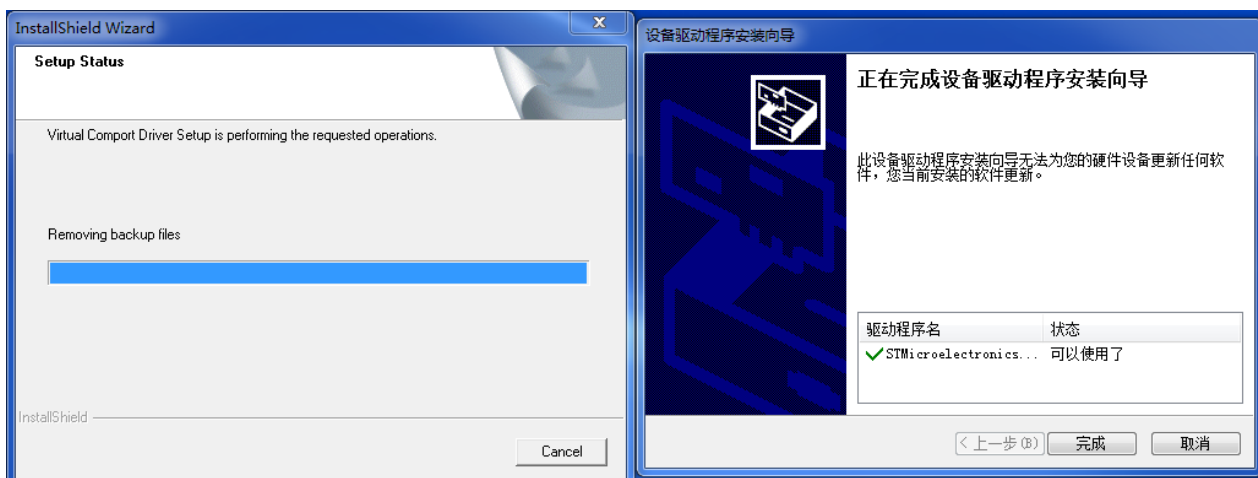 InstallShield Wizard
X
Setup Status
Virtual Comport Driver Setup is performing the requested operations.
Removing backup files
InstallShield
Cancel
设备驱动程序安装向导
正在完成设备驱动程序安装向导
此设备驱动程序安装向导无法为您的硬件设备更新任何软
件，您当前安装的软件更新。
驱动程序名 状态
STMicroelectronics... 可以使用了
< 上一步(B) 完成 取消